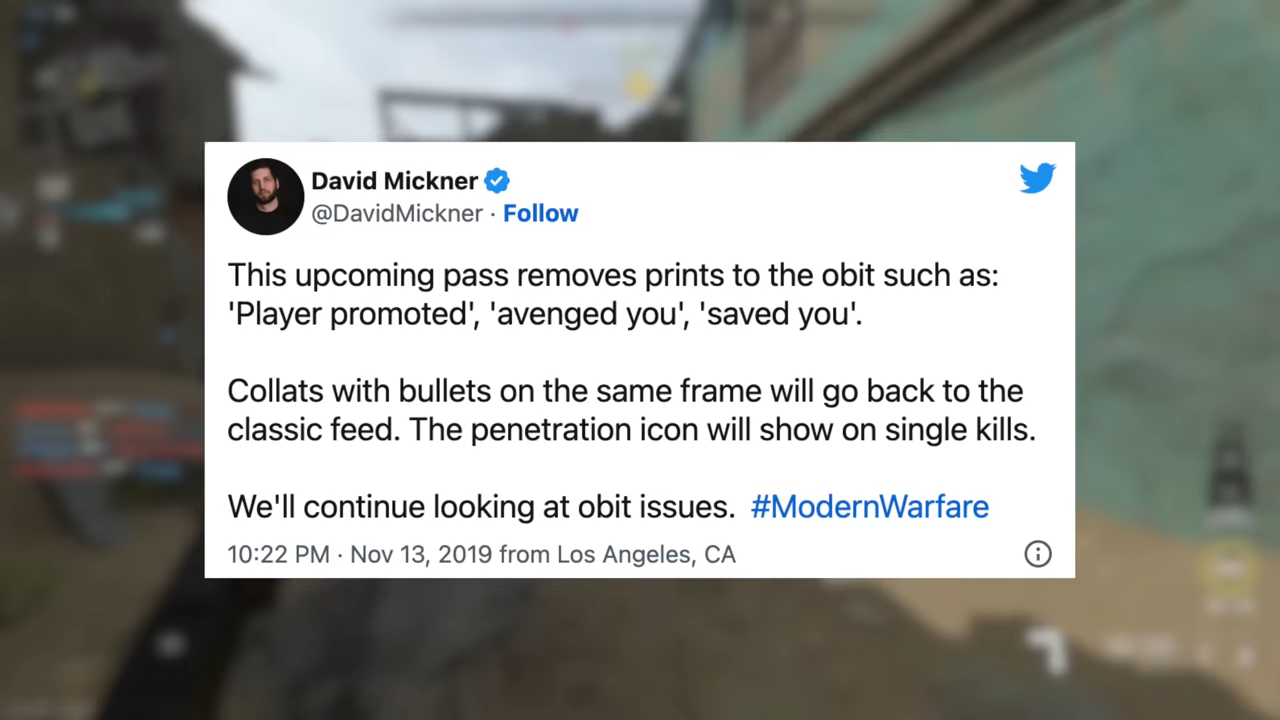 David Mickner
@DavidMickner · Follow
This upcoming pass removes prints to the obit such as:
'Player promoted', 'avenged you', 'saved you'.
Collats with bullets on the same frame will go back to the
classic feed. The penetration icon will show on single kills.
We'll continue looking at obit issues. #ModernWarfare
10:22 PM · Nov 13, 2019 from Los Angeles, CA